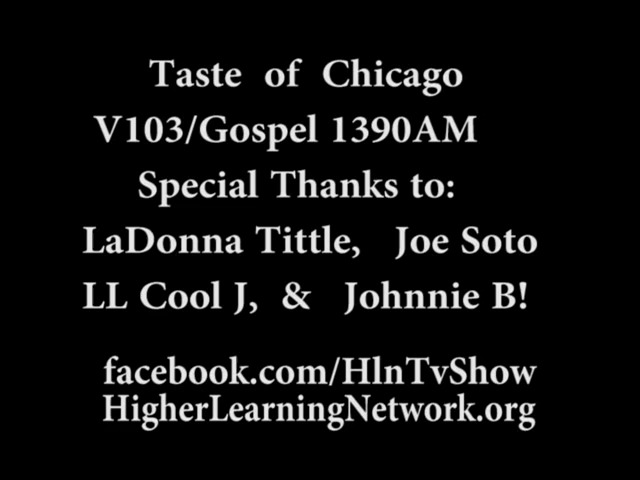 Taste of Chicago
V103/Gospel 1390AM
Special Thanks to:
LaDonna Tittle, Joe Soto
LL Cool J, & Johnnie B!
facebook.com/HlnTvShow
HigherLearningNetwork.org